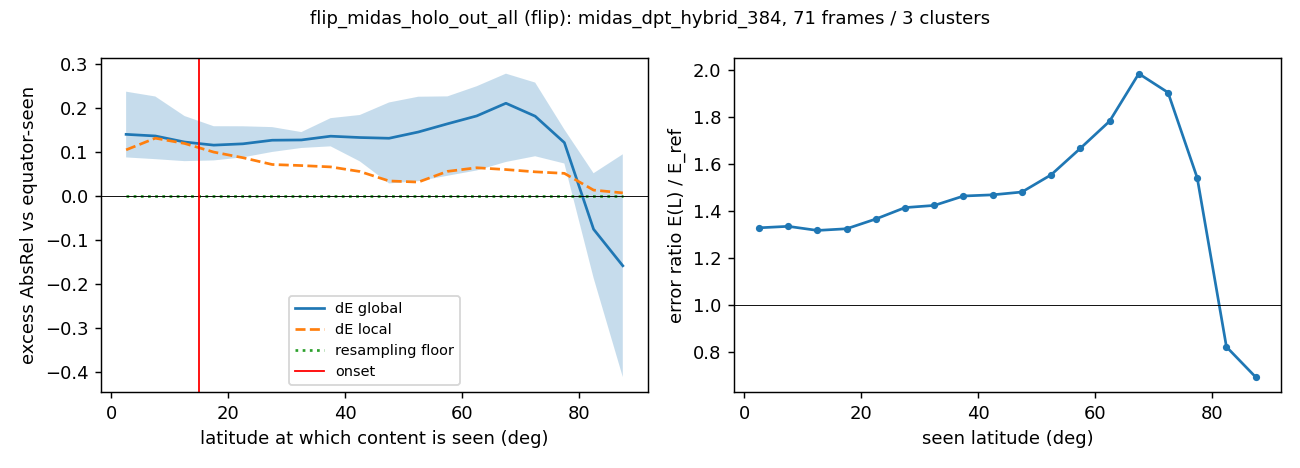 flip_midas_holo_out_all (flip): midas_dpt_hybrid_384, 71 frames / 3 clusters
excess AbsRel vs equator-seen
0.3
0.2
0.1
0.0
−0.1
−0.2
−0.3
−0.4
dE global
dE local
resampling floor
onset
0
20
40
60
80
latitude at which content is seen (deg)
error ratio E(L) / E_ref
2.0
1.8
1.6
1.4
1.2
1.0
0.8
0
20
40
60
80
seen latitude (deg)